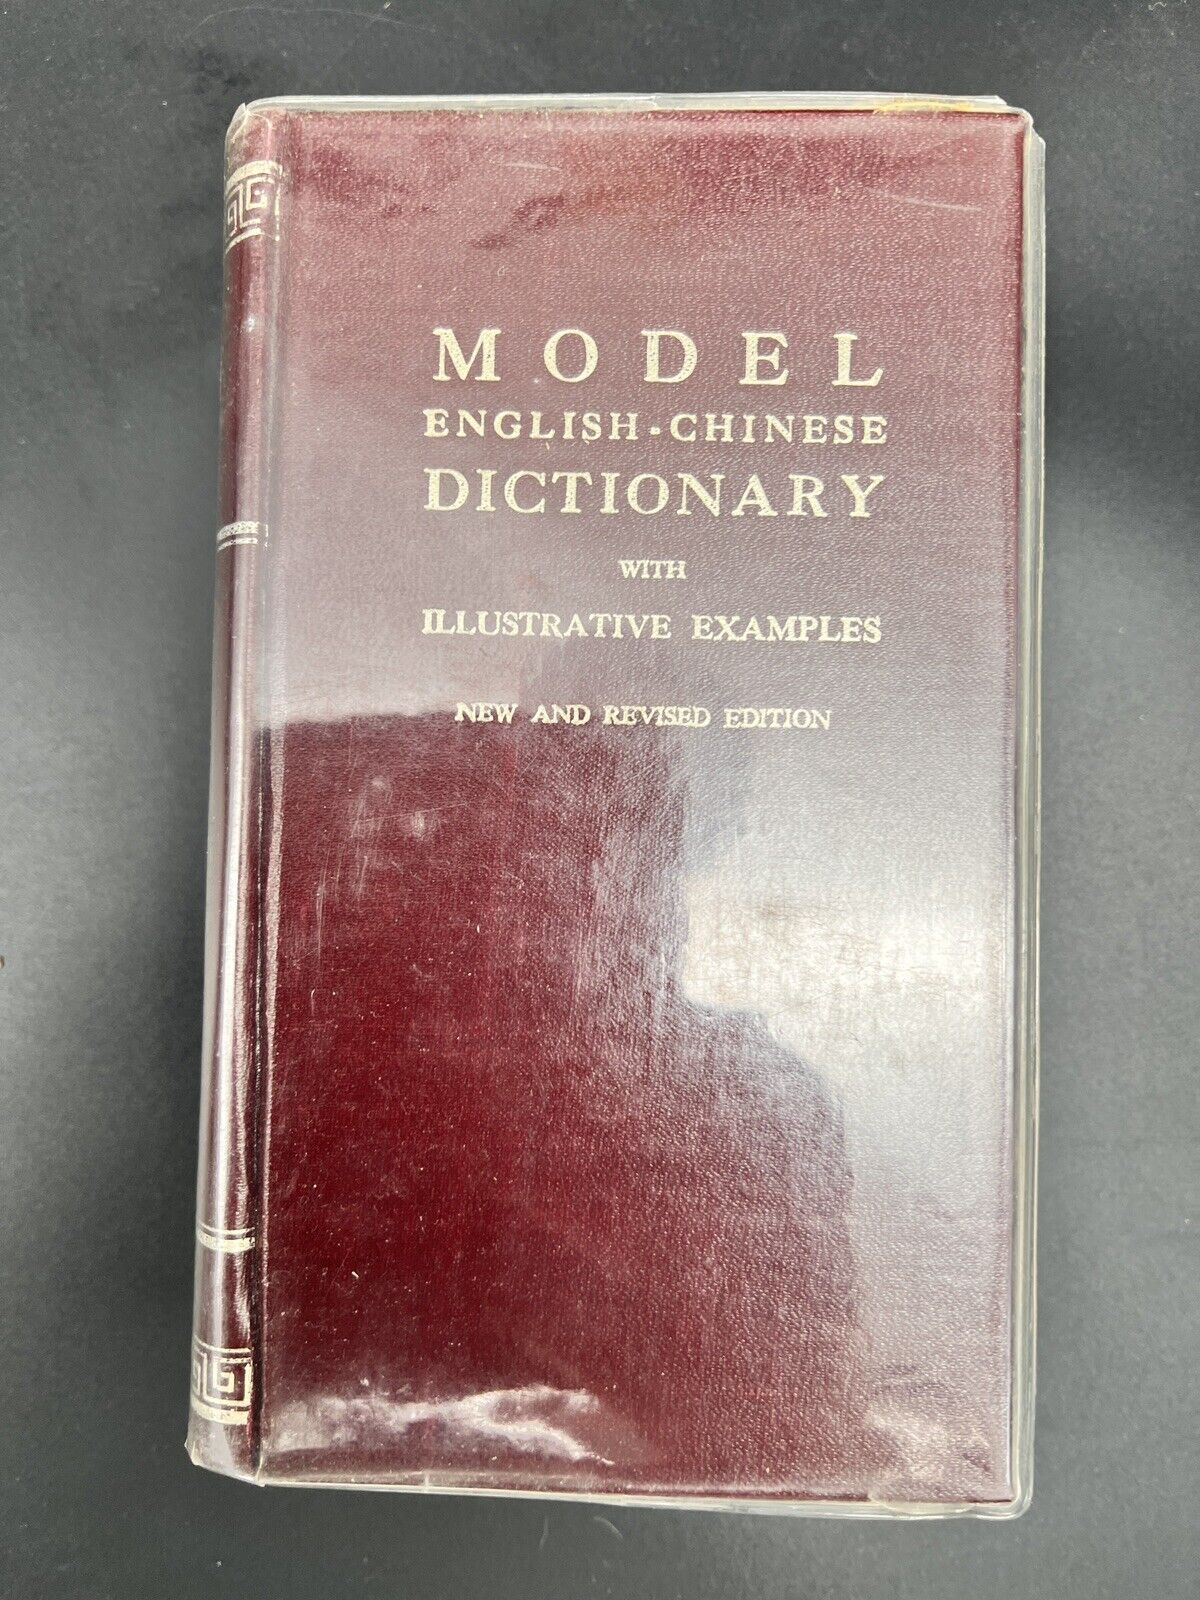 MODEL
ENGLISH-CHINESE
DICTIONARY
WITH
ILLUSTRATIVE EXAMPLES
NEW AND REVISED EDITION